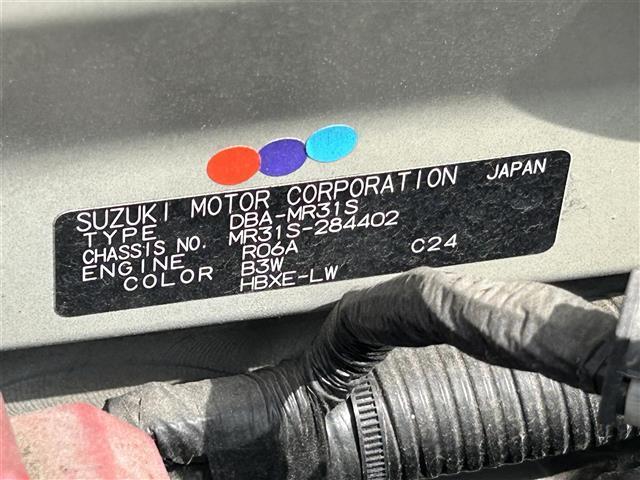 SUZUKI MOTOR CORPORATION JAPAN
TYPE DBA-MR31S
CHASSIS NO. MR31S-284402
ENGINE R06A C24
COLOR B3W
HBXE-LW